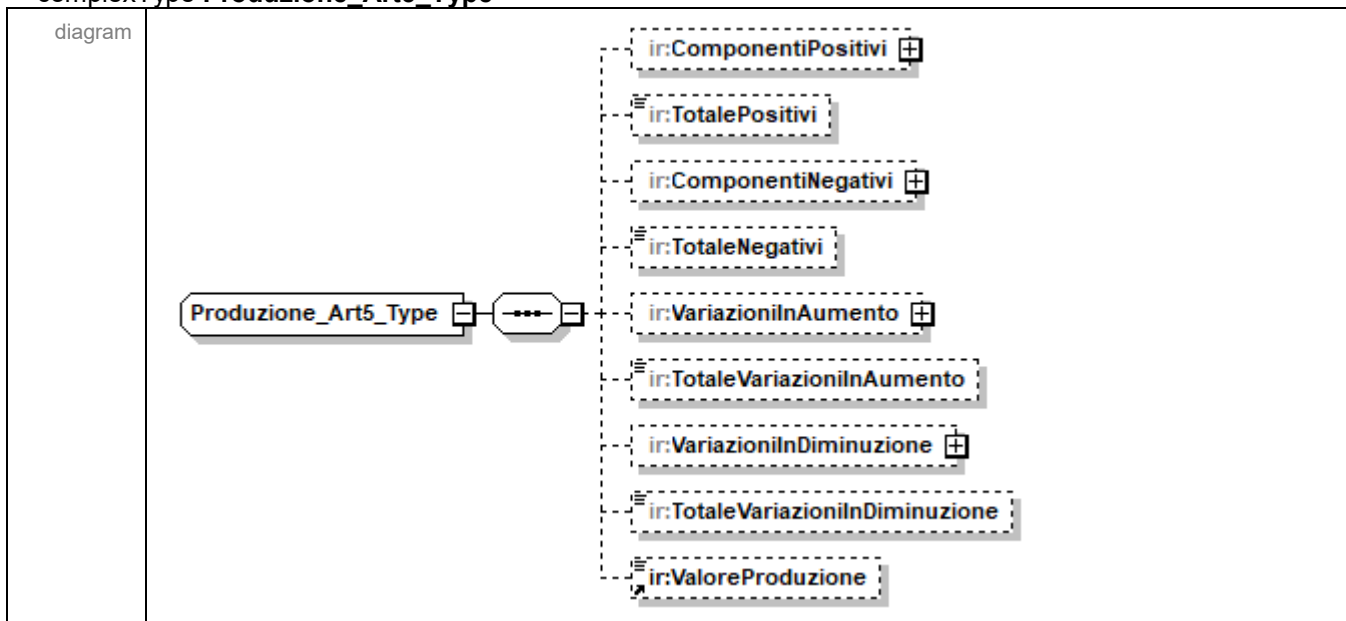 complexType Produzione_Art5_Type
diagram
ir:ComponentiPositivi
ir:TotalePositivi
ir:ComponentiNegativi
ir:TotaleNegativi
Produzione_Art5_Type
ir:VariazioniInAumento
ir:TotaleVariazioniInAumento
ir:VariazioniInDiminuzione
ir:TotaleVariazioniInDiminuzione
ir:ValoreProduzione